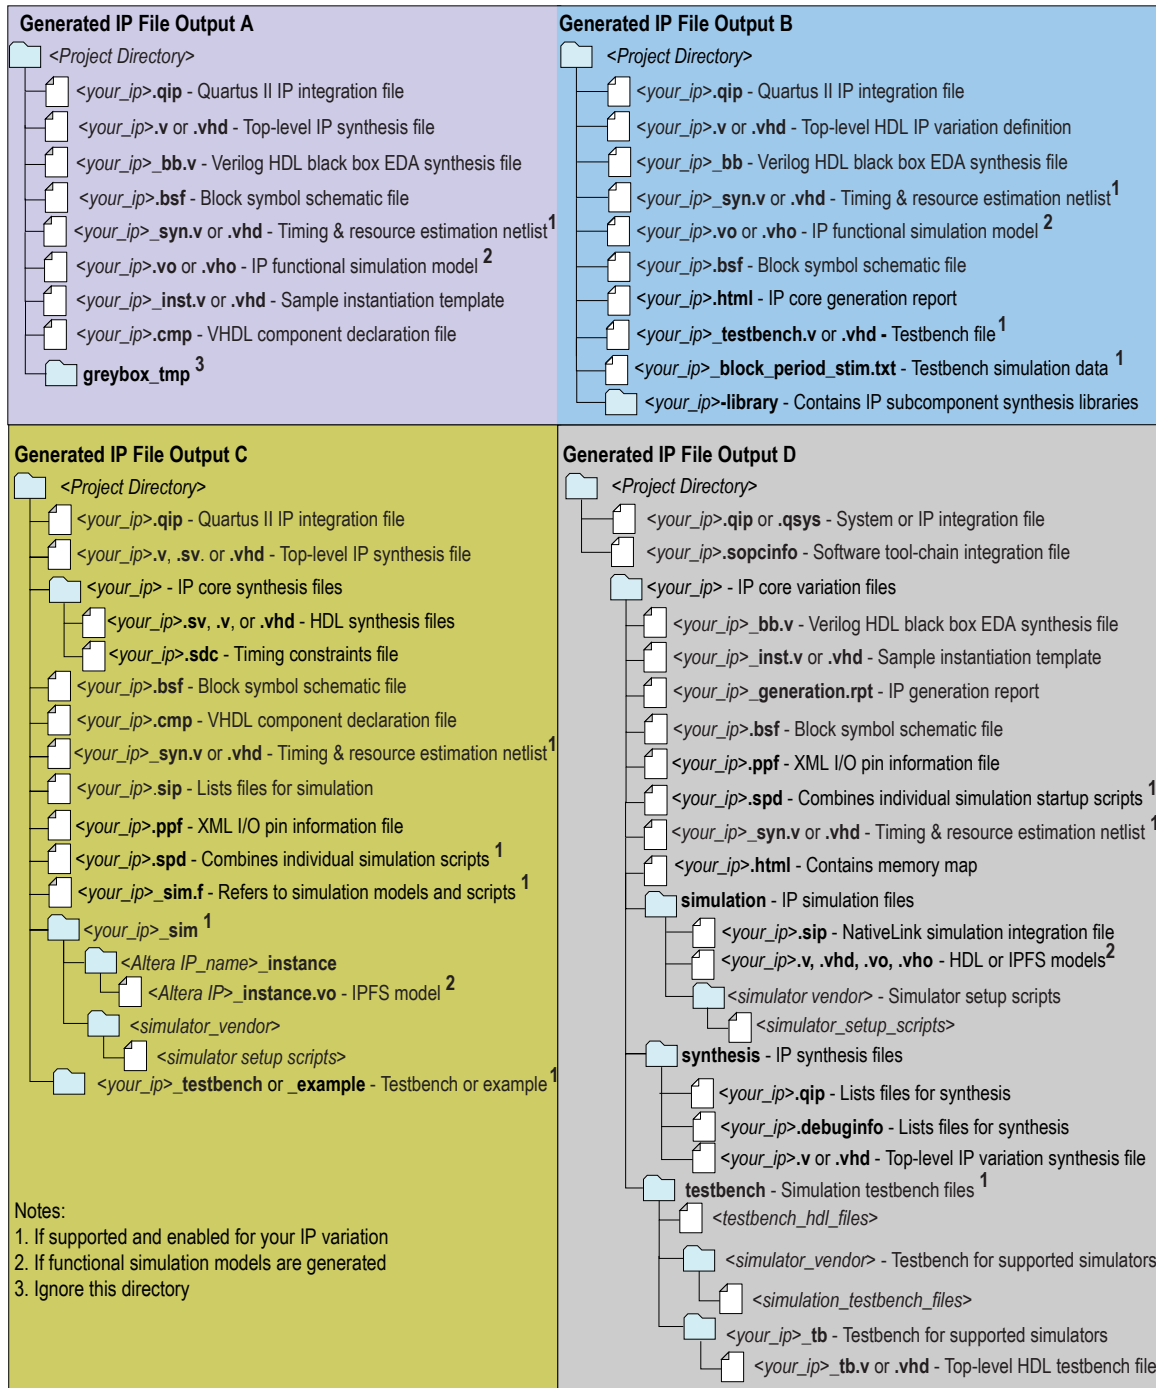 Generated IP File Output A
<Project Directory>
<your_ip>.qip - Quartus II IP integration file
<your_ip>.v or .vhd - Top-level IP synthesis file
<your_ip>_bb.v - Verilog HDL black box EDA synthesis file
<your_ip>.bsf - Block symbol schematic file
<your_ip>_syn.v or .vhd - Timing & resource estimation netlist 1
<your_ip>.vo or .vho - IP functional simulation model 2
<your_ip>_inst.v or .vhd - Sample instantiation template
<your_ip>.cmp - VHDL component declaration file
greybox_tmp 3
Generated IP File Output B
<Project Directory>
<your_ip>.qip - Quartus II IP integration file
<your_ip>.v or .vhd - Top-level HDL IP variation definition
<your_ip>_bb - Verilog HDL black box EDA synthesis file
<your_ip>_syn.v or .vhd - Timing & resource estimation netlist 1
<your_ip>.vo or .vho - IP functional simulation model 2
<your_ip>.bsf - Block symbol schematic file
<your_ip>.html - IP core generation report
<your_ip>_testbench.v or .vhd - Testbench file 1
<your_ip>_block_period_stim.txt - Testbench simulation data 1
<your_ip>-library - Contains IP subcomponent synthesis libraries
Generated IP File Output C
<Project Directory>
<your_ip>.qip - Quartus II IP integration file
<your_ip>.v, .sv. or .vhd - Top-level IP synthesis file
<your_ip> - IP core synthesis files
<your_ip>.sv, .v, or .vhd - HDL synthesis files
<your_ip>.sdc - Timing constraints file
<your_ip>.bsf - Block symbol schematic file
<your_ip>.cmp - VHDL component declaration file
<your_ip>_syn.v or .vhd - Timing & resource estimation netlist 1
<your_ip>.sip - Lists files for simulation
<your_ip>.ppf - XML I/O pin information file
<your_ip>.spd - Combines individual simulation scripts 1
<your_ip>_sim.f - Refers to simulation models and scripts 1
<your_ip>_sim 1
<Altera IP_name>_instance
<Altera IP>_instance.vo - IPFS model 2
<simulator_vendor>
<simulator setup scripts>
<your_ip>_testbench or _example - Testbench or example 1
Notes:
1. If supported and enabled for your IP variation
2. If functional simulation models are generated
3. Ignore this directory
Generated IP File Output D
<Project Directory>
<your_ip>.qip or .qsys - System or IP integration file
<your_ip>.sopcinfo - Software tool-chain integration file
<your_ip> - IP core variation files
<your_ip>_bb.v - Verilog HDL black box EDA synthesis file
<your_ip>_inst.v or .vhd - Sample instantiation template
<your_ip>_generation.rpt - IP generation report
<your_ip>.bsf - Block symbol schematic file
<your_ip>.ppf - XML I/O pin information file
<your_ip>.spd - Combines individual simulation startup scripts 1
<your_ip>_syn.v or .vhd - Timing & resource estimation netlist 1
<your_ip>.html - Contains memory map
simulation - IP simulation files
<your_ip>.sip - NativeLink simulation integration file
<your_ip>.v, .vhd, .vo, .vho - HDL or IPFS models 2
<simulator vendor> - Simulator setup scripts
<simulator_setup_scripts>
synthesis - IP synthesis files
<your_ip>.qip - Lists files for synthesis
<your_ip>.debuginfo - Lists files for synthesis
<your_ip>.v or .vhd - Top-level IP variation synthesis file
testbench - Simulation testbench files 1
<testbench_hdl_files>
<simulator_vendor> - Testbench for supported simulators
<simulation_testbench_files>
<your_ip>_tb - Testbench for supported simulators
<your_ip>_tb.v or .vhd - Top-level HDL testbench file